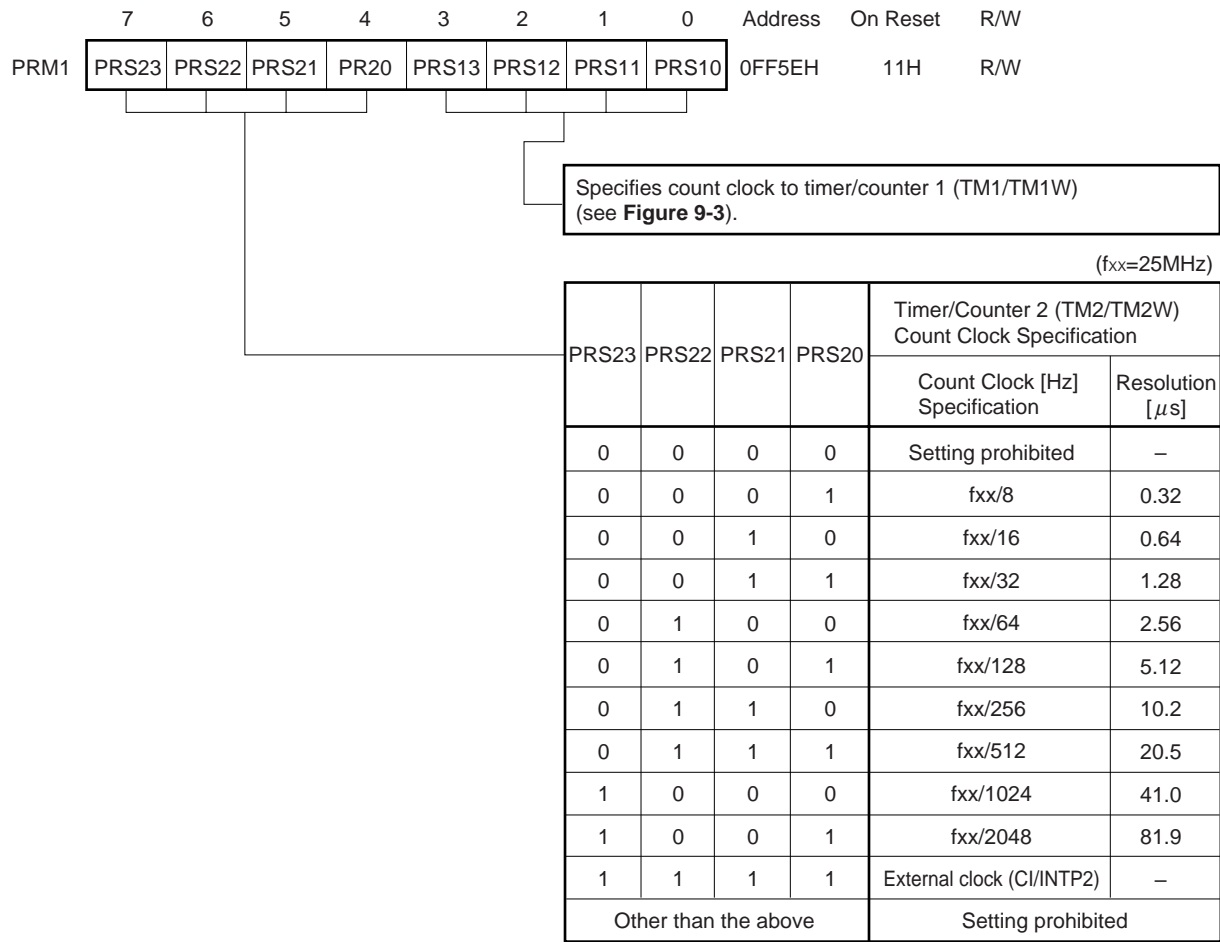 7 6 5 4 3 2 1 0 Address On Reset R/W
PRM1 PRS23 PRS22 PRS21 PR20 PRS13 PRS12 PRS11 PRS10 0FF5EH 11H R/W
Specifies count clock to timer/counter 1 (TM1/TM1W)
(see Figure 9-3).
(fxx=25MHz)
PRS23 PRS22 PRS21 PRS20
Timer/Counter 2 (TM2/TM2W)
Count Clock Specification
Count Clock [Hz]
Specification
Resolution
[μs]
0 0 0 0 Setting prohibited –
0 0 0 1 fxx/8 0.32
0 0 1 0 fxx/16 0.64
0 0 1 1 fxx/32 1.28
0 1 0 0 fxx/64 2.56
0 1 0 1 fxx/128 5.12
0 1 1 0 fxx/256 10.2
0 1 1 1 fxx/512 20.5
1 0 0 0 fxx/1024 41.0
1 0 0 1 fxx/2048 81.9
1 1 1 1 External clock (CI/INTP2) –
Other than the above Setting prohibited